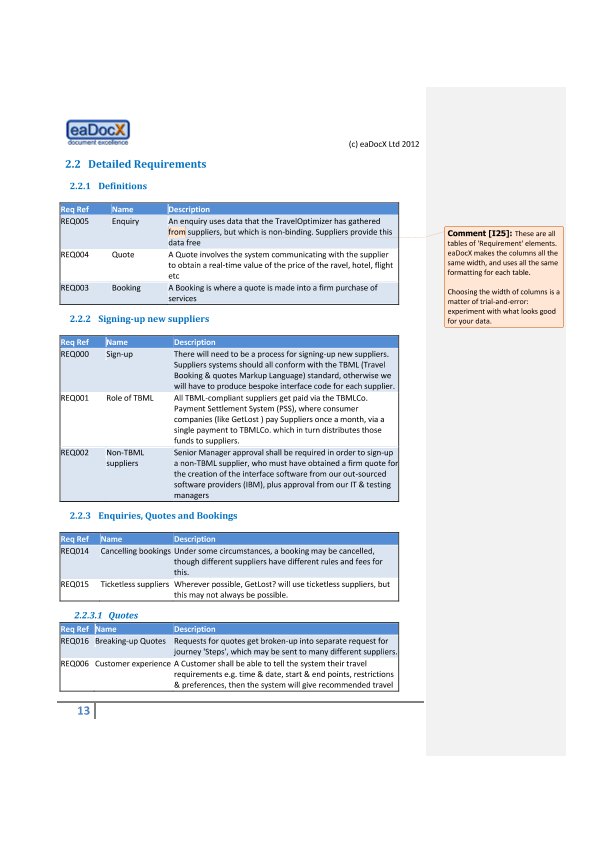 eaDocX
document excellence
(c) eaDocX Ltd 2012
2.2 Detailed Requirements
2.2.1 Definitions
Req Ref Name Description
REQ005 Enquiry An enquiry uses data that the TravelOptimizer has gathered
from suppliers, but which is non-binding. Suppliers provide this
data free
REQ004 Quote A Quote involves the system communicating with the supplier
to obtain a real-time value of the price of the ravel, hotel, flight
etc
REQ003 Booking A Booking is where a quote is made into a firm purchase of
services
Comment [I25]: These are all
tables of 'Requirement' elements.
eaDocX makes the columns all the
same width, and uses all the same
formatting for each table.
Choosing the width of columns is a
matter of trial-and-error:
experiment with what looks good
for your data.
2.2.2 Signing-up new suppliers
Req Ref Name Description
REQ000 Sign-up There will need to be a process for signing-up new suppliers.
Suppliers systems should all conform with the TBML (Travel
Booking & quotes Markup Language) standard, otherwise we
will have to produce bespoke interface code for each supplier.
REQ001 Role of TBML All TBML-compliant suppliers get paid via the TBMLCo.
Payment Settlement System (PSS), where consumer
companies (like GetLost ) pay Suppliers once a month, via a
single payment to TBMLCo. which in turn distributes those
funds to suppliers.
REQ002 Non-TBML Senior Manager approval shall be required in order to sign-up
suppliers a non-TBML supplier, who must have obtained a firm quote for
the creation of the interface software from our out-sourced
software providers (IBM), plus approval from our IT & testing
managers
2.2.3 Enquiries, Quotes and Bookings
Req Ref Name Description
REQ014 Cancelling bookings Under some circumstances, a booking may be cancelled,
though different suppliers have different rules and fees for
this.
REQ015 Ticketless suppliers Wherever possible, GetLost? will use ticketless suppliers, but
this may not always be possible.
2.2.3.1 Quotes
Req Ref Name Description
REQ016 Breaking-up Quotes Requests for quotes get broken-up into separate request for
journey 'Steps', which may be sent to many different suppliers.
REQ006 Customer experience A Customer shall be able to tell the system their travel
requirements e.g. time & date, start & end points, restrictions
& preferences, then the system will give recommended travel
13